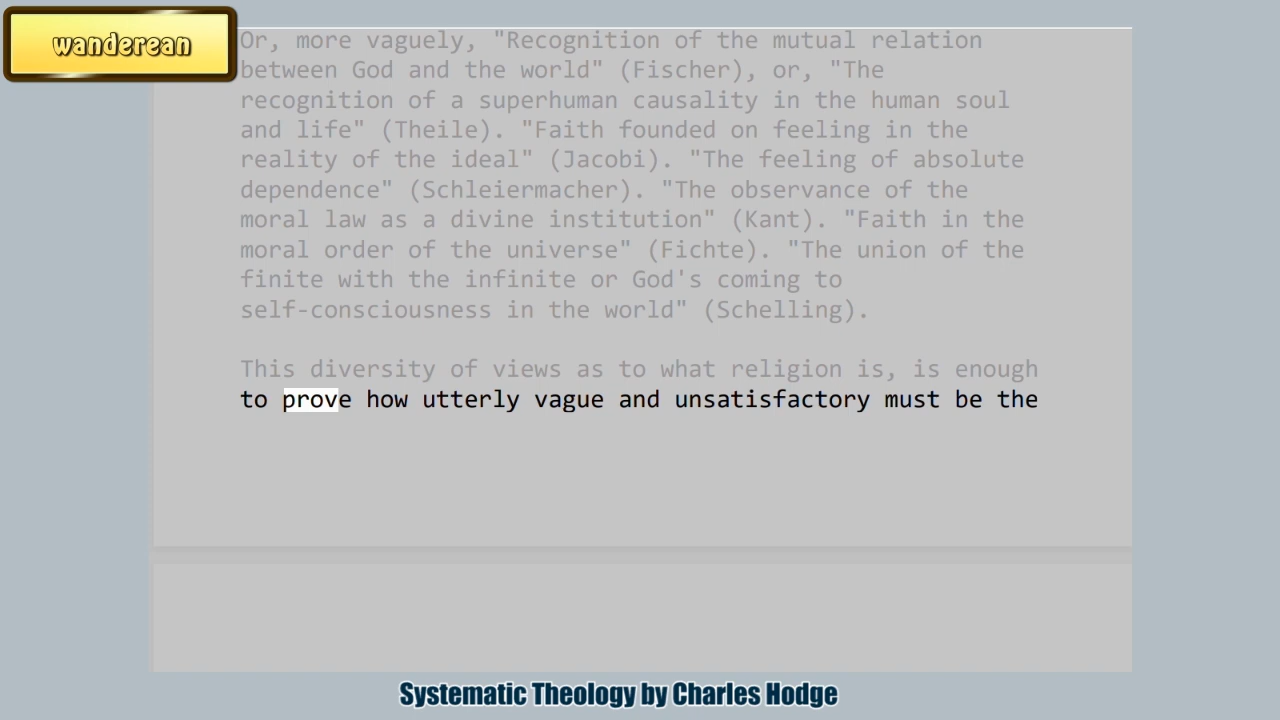 wanderean
Or, more vaguely, "Recognition of the mutual relation
between God and the world" (Fischer), or, "The
recognition of a superhuman causality in the human soul
and life" (Theile). "Faith founded on feeling in the
reality of the ideal" (Jacobi). "The feeling of absolute
dependence" (Schleiermacher). "The observance of the
moral law as a divine institution" (Kant). "Faith in the
moral order of the universe" (Fichte). "The union of the
finite with the infinite or God's coming to
self-consciousness in the world" (Schelling).
This diversity of views as to what religion is, is enough
to prove how utterly vague and unsatisfactory must be the
Systematic Theology by Charles Hodge